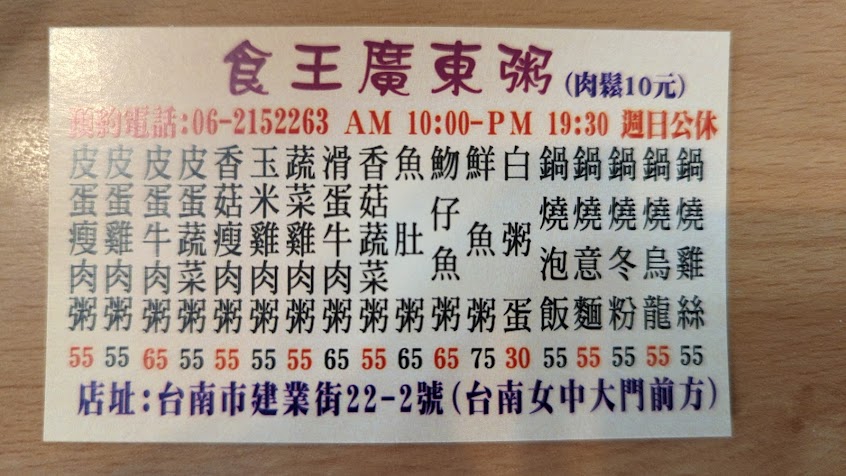 食王廣東粥(肉鬆10元)
預約電話:06-2152263 AM 10:00-PM 19:30 週日公休
皮蛋瘦肉粥 55
皮蛋雞肉粥 55
皮蛋牛肉粥 65
皮蛋蔬菜粥 55
香菇瘦肉粥 55
玉米雞肉粥 55
蔬菜雞肉粥 55
滑蛋牛肉粥 65
香菇蔬菜粥 55
魚肚粥 65
魩仔魚粥 65
鮮魚粥 75
白粥蛋 30
鍋燒泡飯 55
鍋燒意麵 55
鍋燒冬粉 55
鍋燒烏龍 55
鍋燒雞絲 55
店址:台南市建業街22-2號(台南女中大門前方)